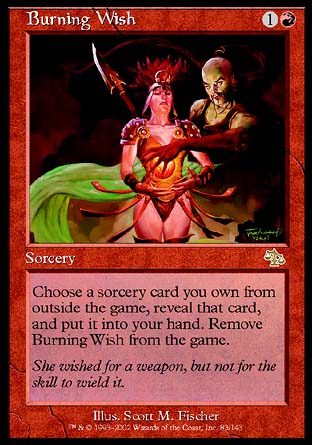 Burning Wish 1
Sorcery
Choose a sorcery card you own from
outside the game, reveal that card,
and put it into your hand. Remove
Burning Wish from the game.
She wished for a weapon, but not for the
skill to wield it.
Illus. Scott M. Fischer
™ & © 1993–2002 Wizards of the Coast, Inc. 83/143